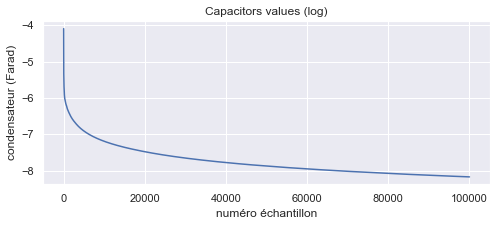 Capacitors values (log)
condensateur (Farad)
−4
−5
−6
−7
−8
0 20000 40000 60000 80000 100000
numéro échantillon